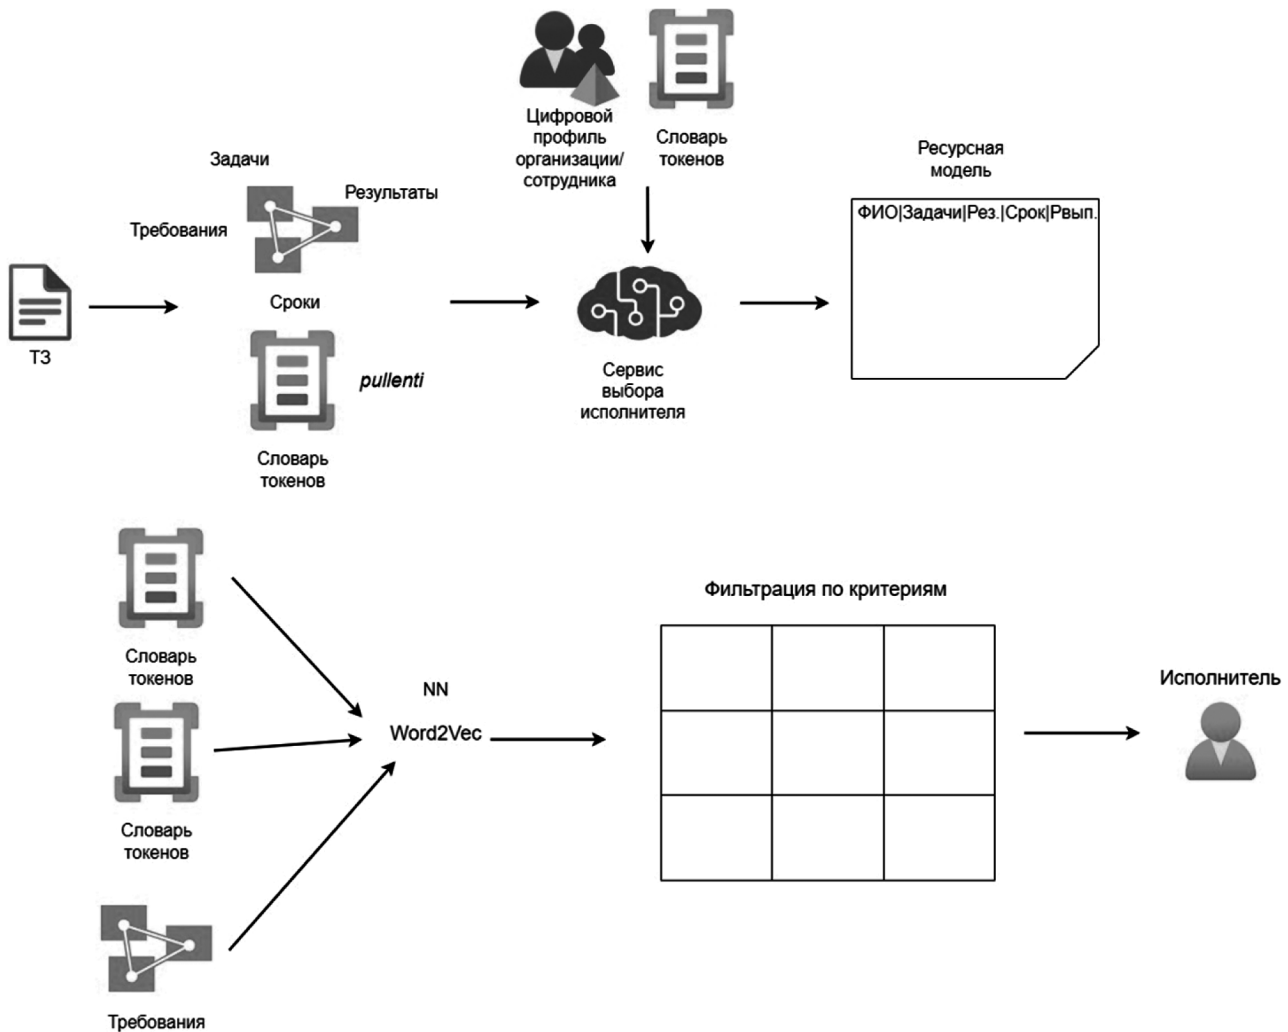 Цифровой
профиль
организации/
сотрудника
Словарь
токенов
Ресурсная
модель
ФИО|Задачи|Рез.|Срок|Рвып.
Задачи
Результаты
Требования
Сроки
ТЗ
pullenti
Словарь
токенов
Сервис
выбора
исполнителя
Словарь
токенов
Словарь
токенов
Требования
NN
Word2Vec
Фильтрация по критериям
Исполнитель